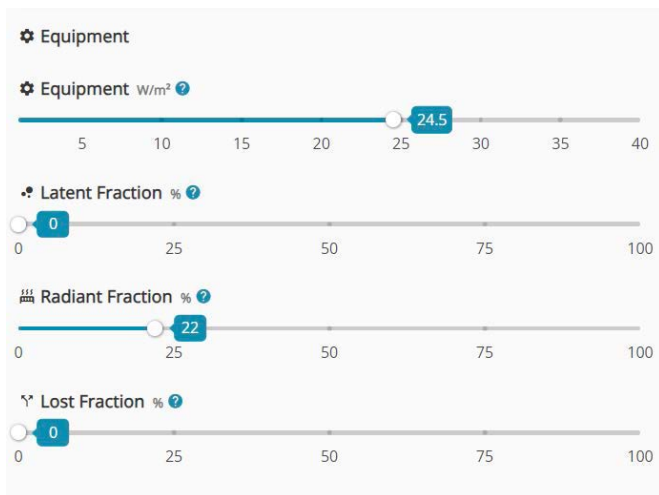 Equipment
Equipment W/m² ?
24.5
5 10 15 20 25 30 35 40
Latent Fraction % ?
0
0 25 50 75 100
Radiant Fraction % ?
22
0 25 50 75 100
Lost Fraction % ?
0
0 25 50 75 100